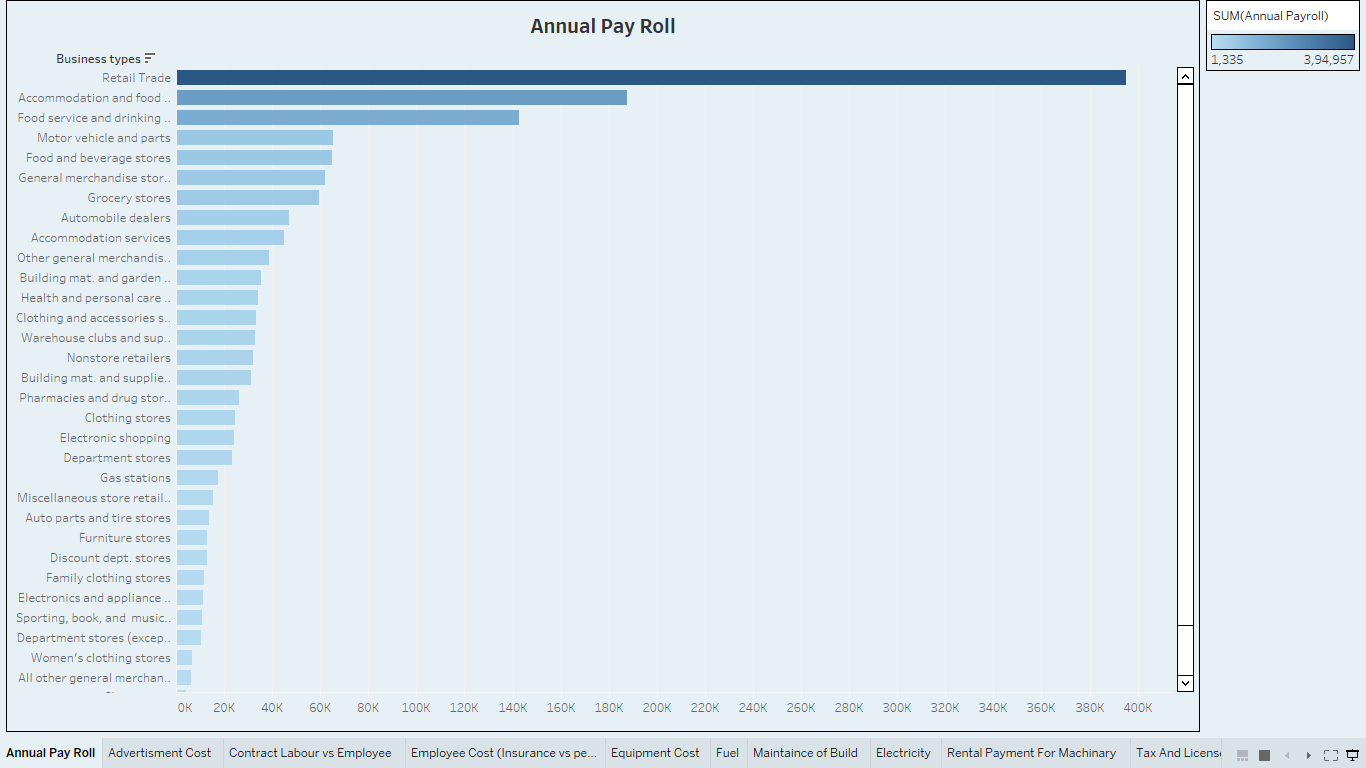 Annual Pay Roll
SUM(Annual Payroll)
1,335 3,94,957
Business types
Retail Trade
Accommodation and food ..
Food service and drinking ..
Motor vehicle and parts
Food and beverage stores
General merchandise stor..
Grocery stores
Automobile dealers
Accommodation services
Other general merchandis..
Building mat. and garden ..
Health and personal care ..
Clothing and accessories s..
Warehouse clubs and sup..
Nonstore retailers
Building mat. and supplie..
Pharmacies and drug stor..
Clothing stores
Electronic shopping
Department stores
Gas stations
Miscellaneous store retail..
Auto parts and tire stores
Furniture stores
Discount dept. stores
Family clothing stores
Electronics and appliance ..
Sporting, book, and music..
Department stores (excep..
Women's clothing stores
All other general merchan..
0K 20K 40K 60K 80K 100K 120K 140K 160K 180K 200K 220K 240K 260K 280K 300K 320K 340K 360K 380K 400K
Annual Pay Roll Advertisment Cost Contract Labour vs Employee Employee Cost (Insurance vs pe... Equipment Cost Fuel Maintaince of Build Electricity Rental Payment For Machinary Tax And License